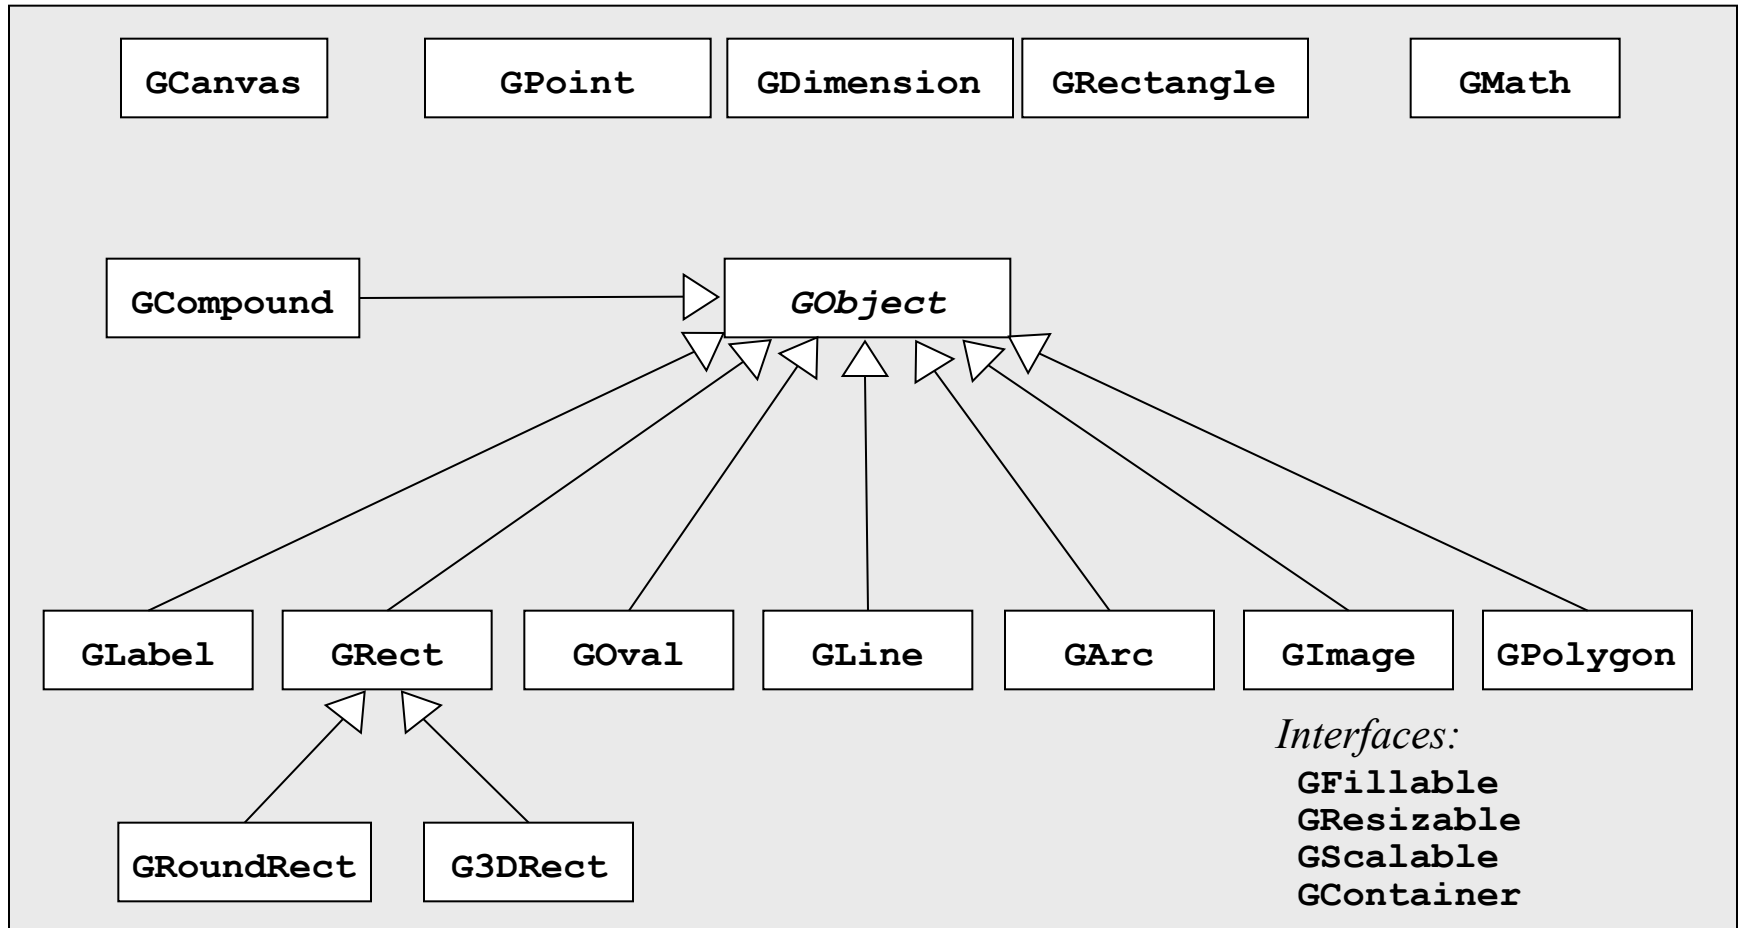 GCanvas GPoint GDimension GRectangle GMath
GCompound GObject
GLabel GRect GOval GLine GArc GImage GPolygon
Interfaces:
GFillable
GResizable
GScalable
GContainer
GRoundRect G3DRect